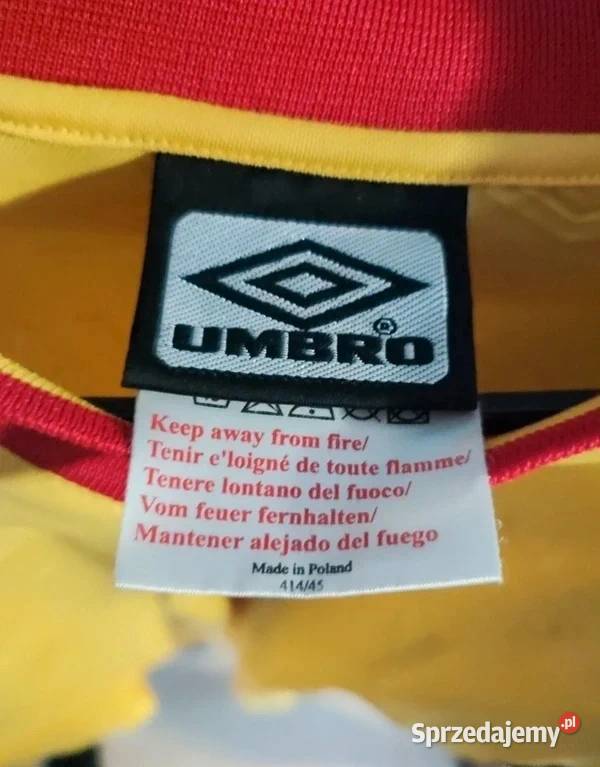 UMBRO®
Keep away from fire/
Tenir e'loigné de toute flamme/
Tenere lontano del fuoco/
Vom feuer fernhalten/
Mantener alejado del fuego
Made in Poland
414/45
Sprzedajemy.pl